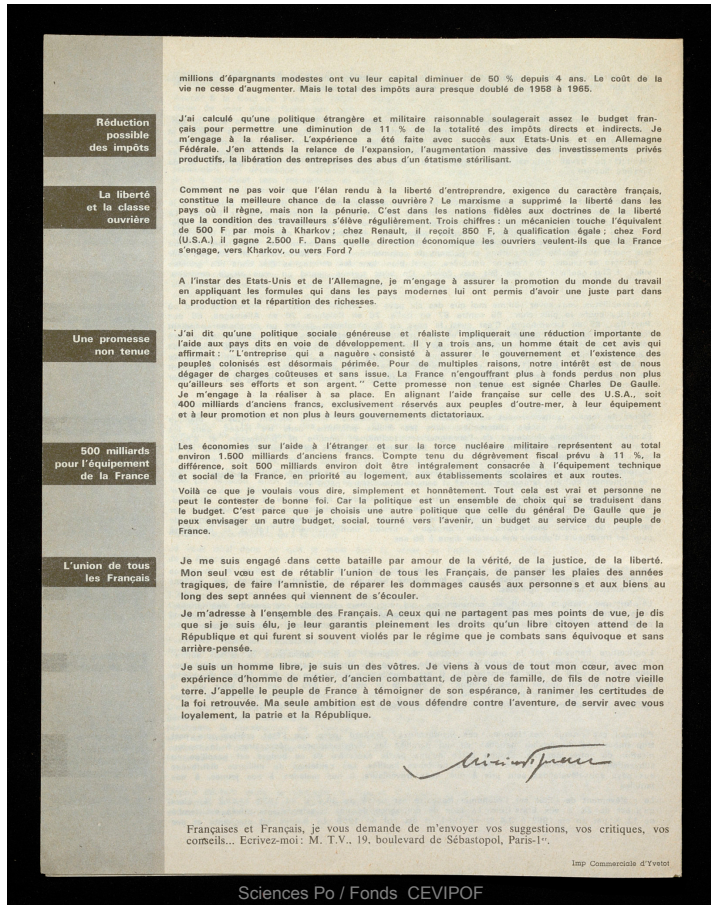 millions d'épargnants modestes ont vu leur capital diminuer de 50 % depuis 4 ans. Le coût de la
vie ne cesse d'augmenter. Mais le total des impôts aura presque doublé de 1958 à 1965.
Réduction
possible
des impôts
J'ai calculé qu'une politique étrangère et militaire raisonnable soulagerait assez le budget fran-
çais pour permettre une diminution de 11 % de la totalité des impôts directs et indirects. Je
m'engage à la réaliser. L'expérience a été faite avec succès aux Etats-Unis et en Allemagne
Fédérale. J'en attends la relance de l'expansion, l'augmentation massive des investissements privés
productifs, la libération des entreprises des abus d'un étatisme stérilisant.
La liberté
et la classe
ouvrière
Comment ne pas voir que l'élan rendu à la liberté d'entreprendre, exigence du caractère français,
constitue la meilleure chance de la classe ouvrière ? Le marxisme a supprimé la liberté dans les
pays où il règne, mais non la pénurie. C'est dans les nations fidèles aux doctrines de la liberté
que la condition des travailleurs s'élève régulièrement. Trois chiffres : un mécanicien touche l'équivalent
de 500 F par mois à Kharkov ; chez Renault, il reçoit 850 F, à qualification égale ; chez Ford
(U.S.A.) il gagne 2.500 F. Dans quelle direction économique les ouvriers veulent-ils que la France
s'engage, vers Kharkov, ou vers Ford ?
A l'instar des Etats-Unis et de l'Allemagne, je m'engage à assurer la promotion du monde du travail
en appliquant les formules qui dans les pays modernes lui ont permis d'avoir une juste part dans
la production et la répartition des richesses.
Une promesse
non tenue
J'ai dit qu'une politique sociale généreuse et réaliste impliquerait une réduction importante de
l'aide aux pays dits en voie de développement. Il y a trois ans, un homme était de cet avis qui
affirmait : "L'entreprise qui a naguère consisté à assurer le gouvernement et l'existence des
peuples colonisés est désormais périmée. Pour de multiples raisons, notre intérêt est de nous
dégager de charges coûteuses et sans issue. La France n'engouffrant plus à fonds perdus non plus
qu'ailleurs ses efforts et son argent." Cette promesse non tenue est signée Charles De Gaulle.
Je m'engage à la réaliser à sa place. En alignant l'aide française sur celle des U.S.A., soit
400 milliards d'anciens francs, exclusivement réservés aux peuples d'outre-mer, à leur équipement
et à leur promotion et non plus à leurs gouvernements dictatoriaux.
500 milliards
pour l'équipement
de la France
Les économies sur l'aide à l'étranger et sur la force nucléaire militaire représentent au total
environ 1.500 milliards d'anciens francs. Compte tenu du dégrèvement fiscal prévu à 11 %, la
différence, soit 500 milliards environ doit être intégralement consacrée à l'équipement technique
et social de la France, en priorité au logement, aux établissements scolaires et aux routes.
Voilà ce que je voulais vous dire, simplement et honnêtement. Tout cela est vrai et personne ne
peut le contester de bonne foi. Car la politique est un ensemble de choix qui se traduisent dans
le budget. C'est parce que je choisis une autre politique que celle du général De Gaulle que je
peux envisager un autre budget, social, tourné vers l'avenir, un budget au service du peuple de
France.
L'union de tous
les Français
Je me suis engagé dans cette bataille par amour de la vérité, de la justice, de la liberté.
Mon seul vœu est de rétablir l'union de tous les Français, de panser les plaies des années
tragiques, de faire l'amnistie, de réparer les dommages causés aux personnes et aux biens au
long des sept années qui viennent de s'écouler.
Je m'adresse à l'ensemble des Français. A ceux qui ne partagent pas mes points de vue, je dis
que si je suis élu, je leur garantis pleinement les droits qu'un libre citoyen attend de la
République et qui furent si souvent violés par le régime que je combats sans équivoque et sans
arrière-pensée.
Je suis un homme libre, je suis un des vôtres. Je viens à vous de tout mon cœur, avec mon
expérience d'homme de métier, d'ancien combattant, de père de famille, de fils de notre vieille
terre. J'appelle le peuple de France à témoigner de son espérance, à ranimer les certitudes de
la foi retrouvée. Ma seule ambition est de vous défendre contre l'aventure, de servir avec vous
loyalement, la patrie et la République.
Françaises et Français, je vous demande de m'envoyer vos suggestions, vos critiques, vos
conseils... Ecrivez-moi : M. T.V., 19, boulevard de Sébastopol, Paris-1er.
Imp Commerciale d'Yvetot
Sciences Po / Fonds CEVIPOF